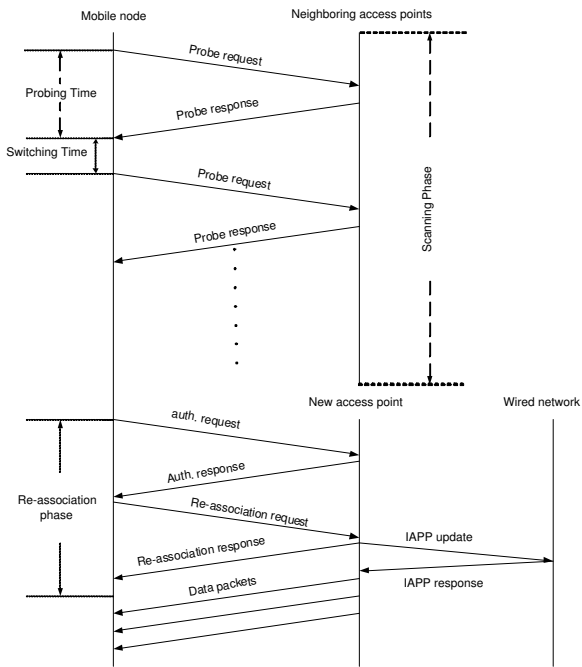 Mobile node
Neighboring access points
Probe request
Probing Time
Probe response
Switching Time
Probe request
Scanning Phase
Probe response
New access point
Wired network
auth. request
Auth. response
Re-association
phase
Re-association request
IAPP update
Re-association response
IAPP response
Data packets